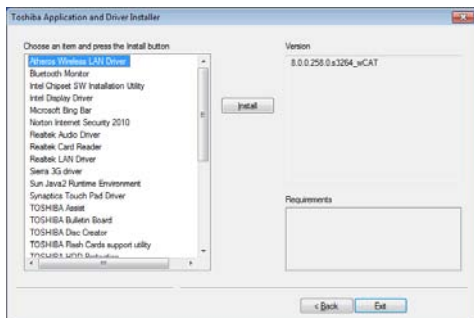 Toshiba Application and Driver Installer
Choose an item and press the Install button
Atheros Wireless LAN Driver
Bluetooth Monitor
Intel Chipset SW Installation Utility
Intel Display Driver
Microsoft Bing Bar
Norton Internet Security 2010
Realtek Audio Driver
Realtek Card Reader
Realtek LAN Driver
Sierra 3G driver
Sun Java2 Runtime Environment
Synaptics Touch Pad Driver
TOSHIBA Assist
TOSHIBA Bulletin Board
TOSHIBA Disc Creator
TOSHIBA Flash Cards support utility
TOSHIBA HDD Protection
Install
Version
8.0.0.258.0.s3264_wCAT
Requirements
< Back
Exit